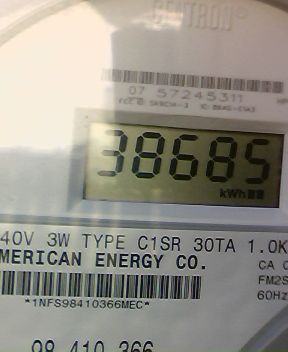 CENTRON®
07 57245311
38685
kWh
40V 3W TYPE C1SR 30TA 1.0K
MERICAN ENERGY CO.
CA 0
FM2S
60Hz
*1NFS98410366MEC*
98 410 366